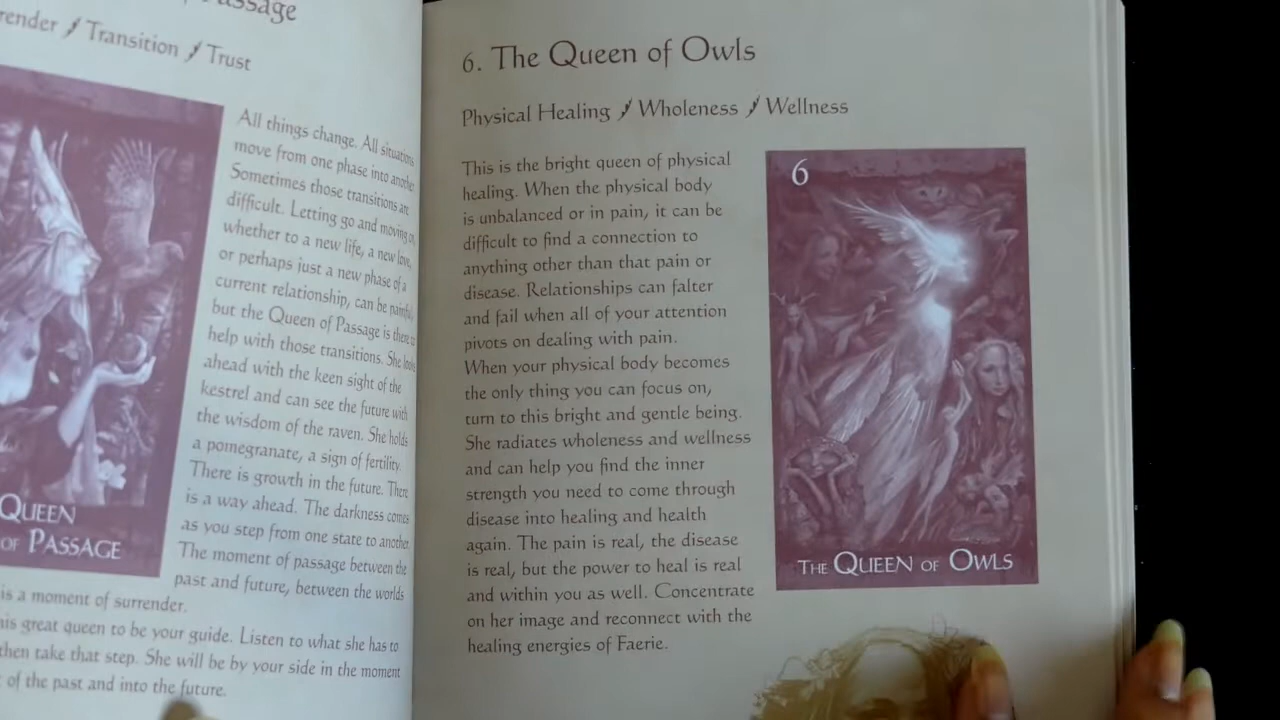 Passage
Transition Trust
All things change. All situations
move from one phase into another
Sometimes those transitions are
difficult. Letting go and moving on,
whether to a new life, a new love,
or perhaps just a new phase of a
current relationship, can be painful,
but the Queen of Passage is there to
help with those transitions. She looks
ahead with the keen sight of the
kestrel and can see the future with
the wisdom of the raven. She holds
a pomegranate, a sign of fertility.
There is growth in the future. There
is a way ahead. The darkness comes
as you step from one state to another.
The moment of passage between the
past and future, between the worlds
is a moment of surrender.
this great queen to be your guide. Listen to what she has to
then take that step. She will be by your side in the moment
of the past and into the future.
QUEEN
OF PASSAGE
6. The Queen of Owls
Physical Healing Wholeness Wellness
This is the bright queen of physical
healing. When the physical body
is unbalanced or in pain, it can be
difficult to find a connection to
anything other than that pain or
disease. Relationships can falter
and fail when all of your attention
pivots on dealing with pain.
When your physical body becomes
the only thing you can focus on,
turn to this bright and gentle being.
She radiates wholeness and wellness
and can help you find the inner
strength you need to come through
disease into healing and health
again. The pain is real, the disease
is real, but the power to heal is real
and within you as well. Concentrate
on her image and reconnect with the
healing energies of Faerie.
6
THE QUEEN OF OWLS